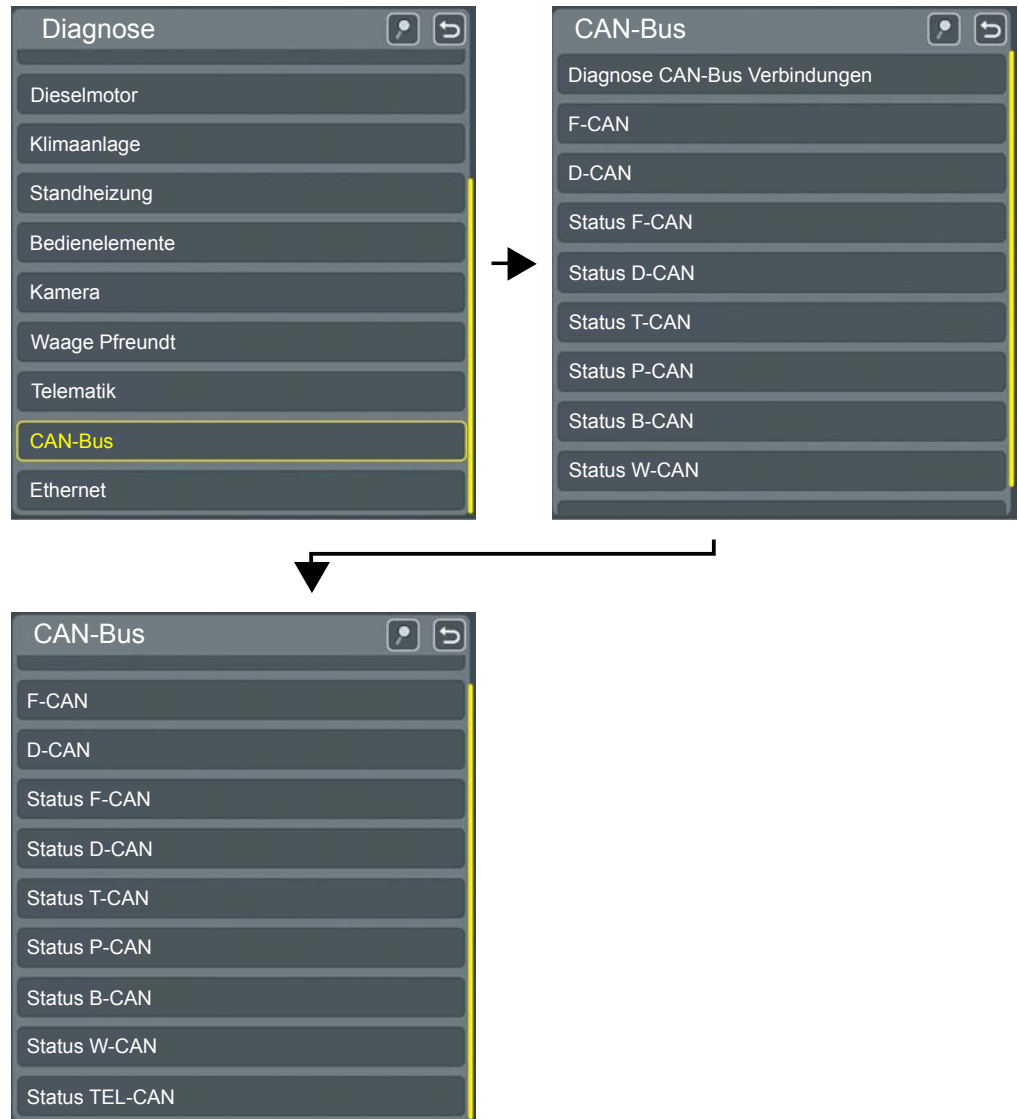 Diagnose
Dieselmotor
Klimaanlage
Standheizung
Bedienelemente
Kamera
Waage Pfreundt
Telematik
CAN-Bus
Ethernet
CAN-Bus
Diagnose CAN-Bus Verbindungen
F-CAN
D-CAN
Status F-CAN
Status D-CAN
Status T-CAN
Status P-CAN
Status B-CAN
Status W-CAN
CAN-Bus
F-CAN
D-CAN
Status F-CAN
Status D-CAN
Status T-CAN
Status P-CAN
Status B-CAN
Status W-CAN
Status TEL-CAN